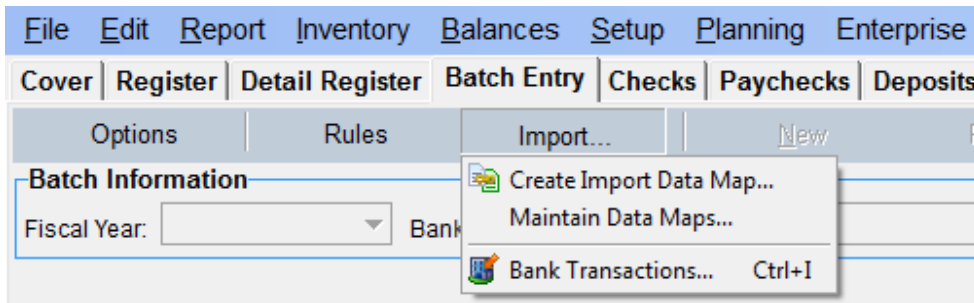 File Edit Report Inventory Balances Setup Planning Enterprise
Cover Register Detail Register Batch Entry Checks Paychecks Deposits
Options Rules Import... New
Batch Information
Create Import Data Map...
Fiscal Year: Bank
Maintain Data Maps...
Bank Transactions... Ctrl+I